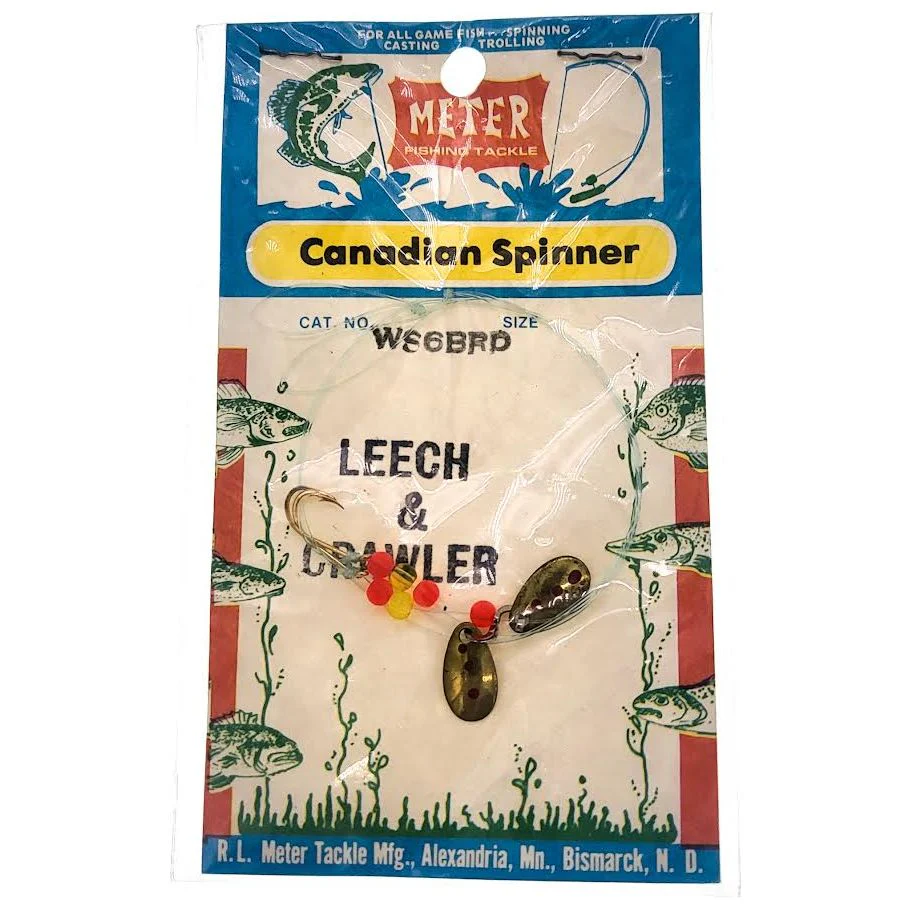 FOR ALL GAME FISH . . . SPINNING
CASTING TROLLING
METER
FISHING TACKLE
Canadian Spinner
CAT. NO. SIZE
WS6BRD
LEECH
&
CRAWLER
R.L. Meter Tackle Mfg., Alexandria, Mn., Bismarck, N. D.